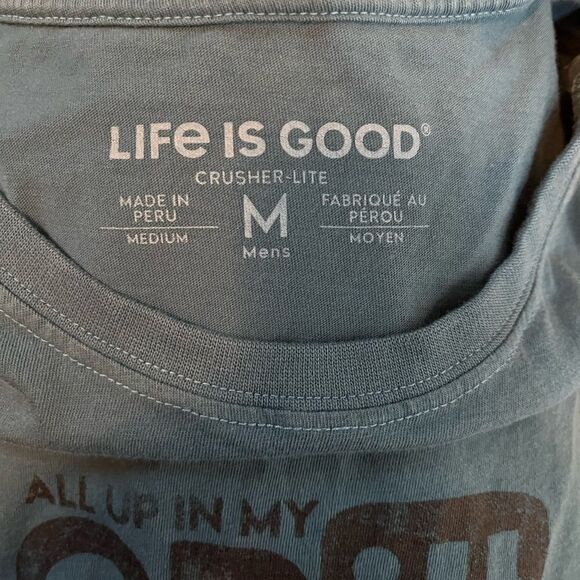 LIFe IS GOOD®
CRUSHER-LITE
MADE IN
PERU
MEDIUM
M
Mens
FABRIQUÉ AU
PÉROU
MOYEN
ALL UP IN MY